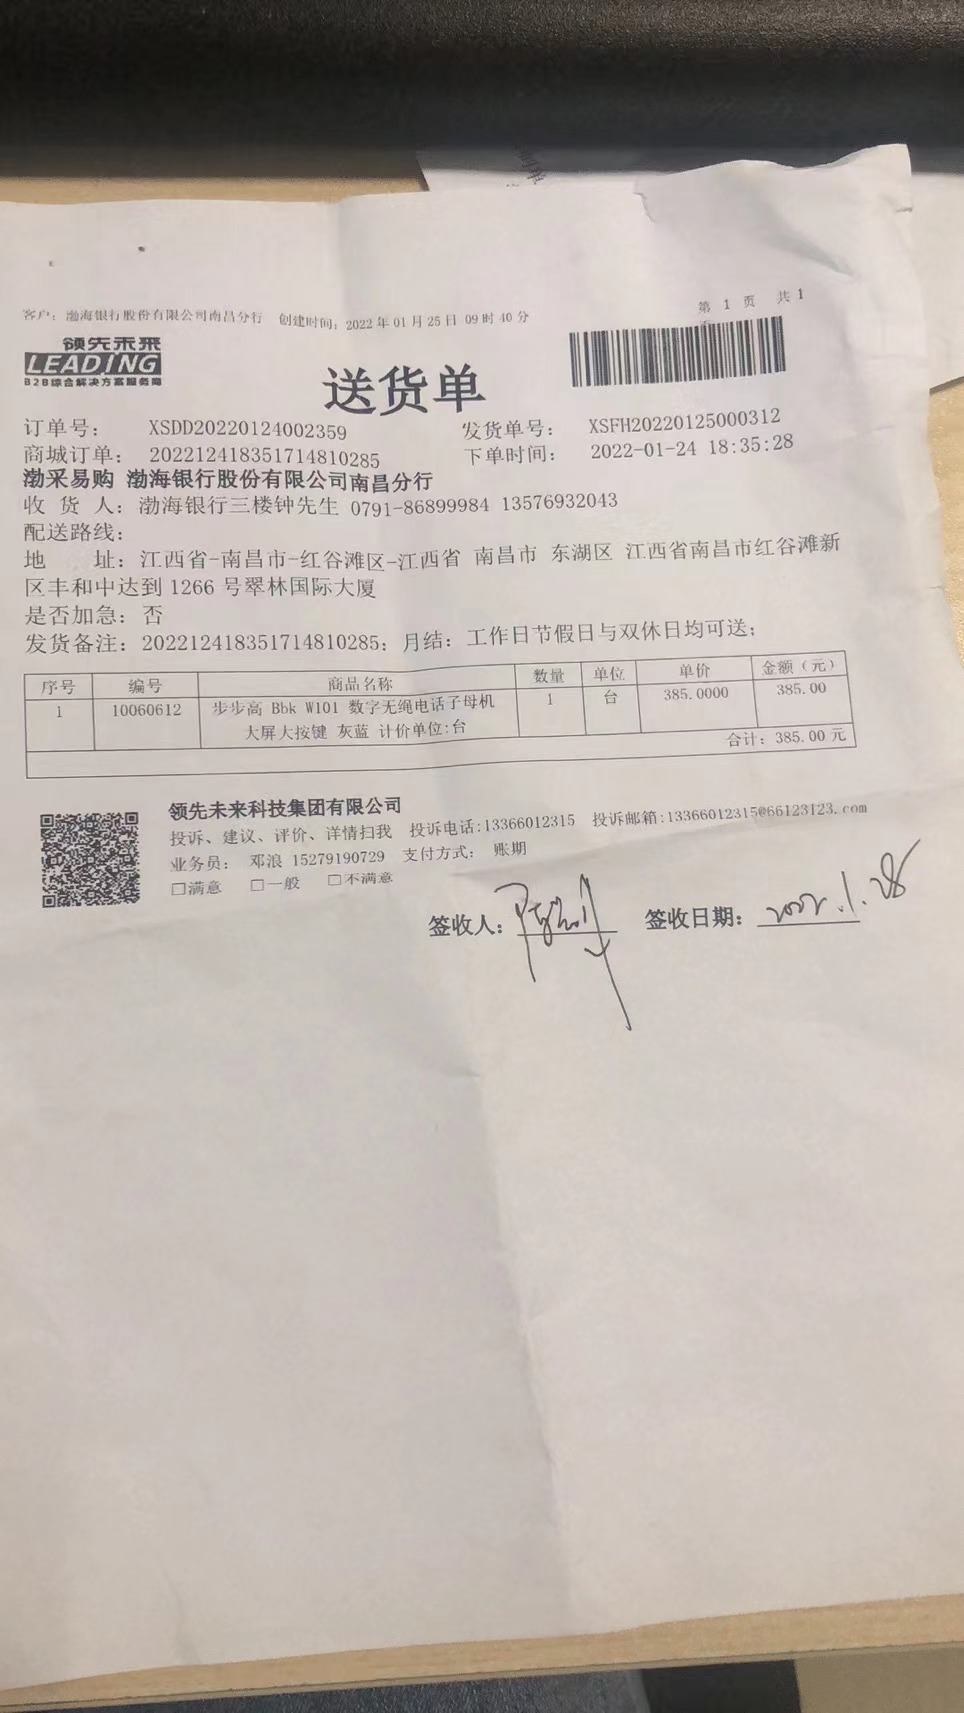 第 1 页 共 1
客户：渤海银行股份有限公司南昌分行 创建时间：2022 年 01 月 25 日 09 时 40 分
领先未来
LEADING
B2B综合解决方案服务商
送货单
订单号： XSDD20220124002359 发货单号： XSFH20220125000312
商城订单： 202212418351714810285 下单时间： 2022-01-24 18:35:28
渤采易购 渤海银行股份有限公司南昌分行
收 货 人：渤海银行三楼钟先生 0791-86899984 13576932043
配送路线：
地 址：江西省-南昌市-红谷滩区-江西省 南昌市 东湖区 江西省南昌市红谷滩新
区丰和中达到 1266 号翠林国际大厦
是否加急：否
发货备注：202212418351714810285；月结：工作日节假日与双休日均可送；
序号 编号 商品名称 数量 单位 单价 金额（元）
1 10060612 步步高 Bbk W101 数字无绳电话子母机 1 台 385.0000 385.00
大屏大按键 灰蓝 计价单位:台
合计：385.00 元
领先未来科技集团有限公司
投诉、建议、评价、详情扫我 投诉电话:13366012315 投诉邮箱:13366012315@66123123.com
业务员： 邓浪 15279190729 支付方式： 账期
□满意 □一般 □不满意
签收人： 签收日期：2022.1.28